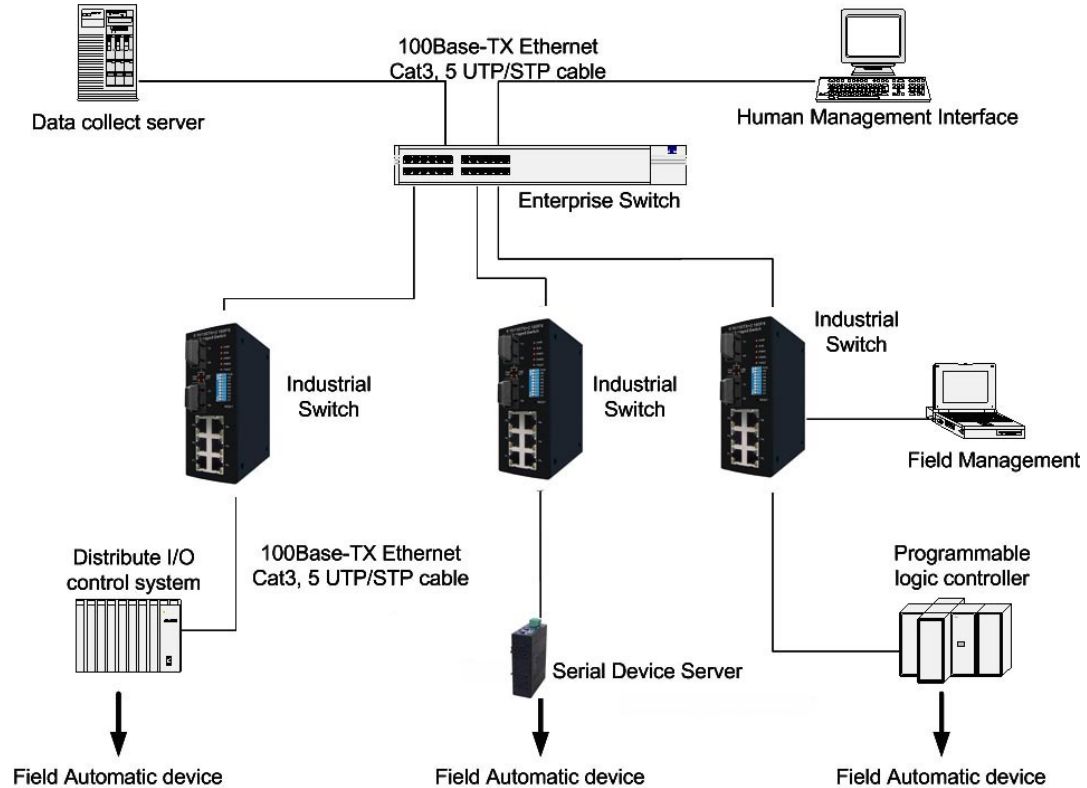 100Base-TX Ethernet
Cat3, 5 UTP/STP cable
Data collect server
Human Management Interface
Enterprise Switch
Industrial
Switch
Industrial
Switch
Industrial
Switch
Field Management
Distribute I/O
control system
100Base-TX Ethernet
Cat3, 5 UTP/STP cable
Programmable
logic controller
Serial Device Server
Field Automatic device
Field Automatic device
Field Automatic device